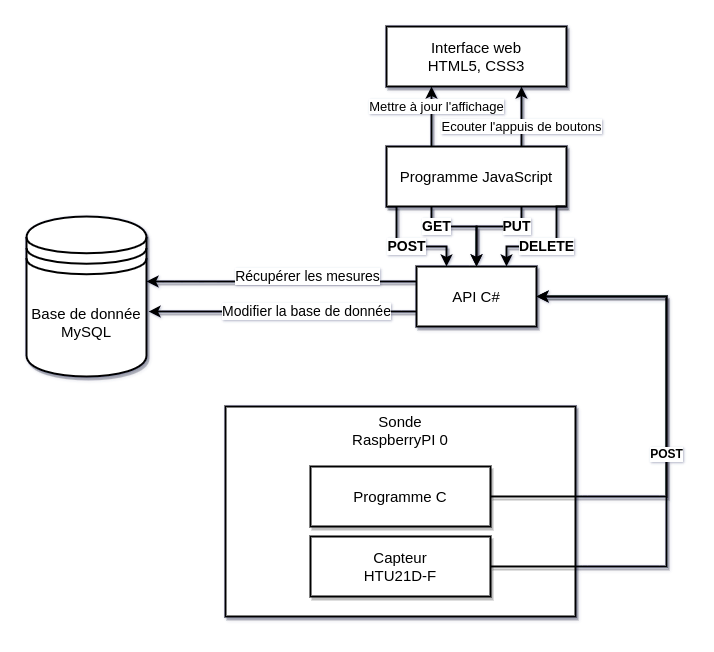 Interface web
HTML5, CSS3
Mettre à jour l'affichage
Ecouter l'appuis de boutons
Programme JavaScript
GET
PUT
POST
DELETE
Récupérer les mesures
API C#
Modifier la base de donnée
Base de donnée
MySQL
Sonde
RaspberryPI 0
POST
Programme C
Capteur
HTU21D-F